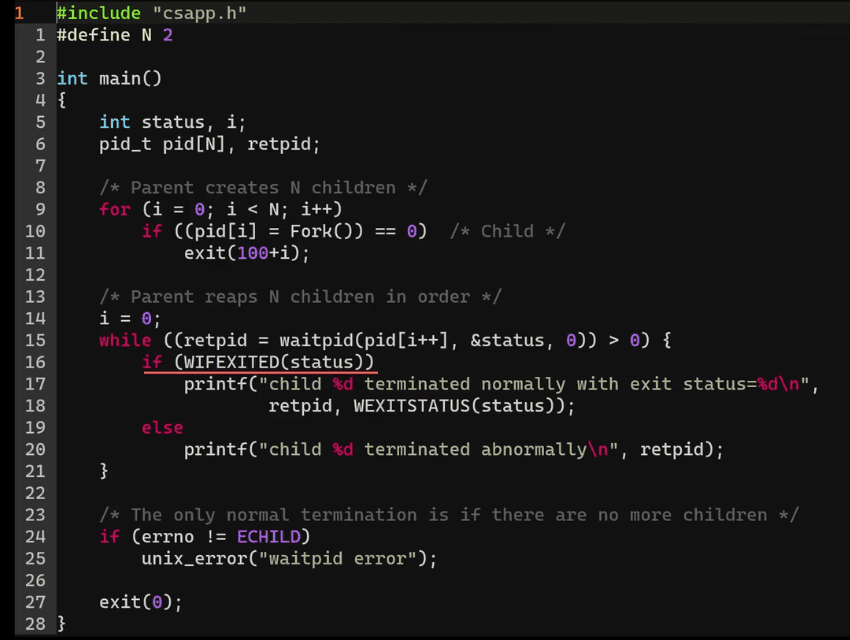 1 #include "csapp.h"
1 #define N 2
2
3 int main()
4 {
5     int status, i;
6     pid_t pid[N], retpid;
7
8     /* Parent creates N children */
9     for (i = 0; i < N; i++)
10         if ((pid[i] = Fork()) == 0)  /* Child */
11             exit(100+i);
12
13     /* Parent reaps N children in order */
14     i = 0;
15     while ((retpid = waitpid(pid[i++], &status, 0)) > 0) {
16         if (WIFEXITED(status))
17             printf("child %d terminated normally with exit status=%d\n",
18                     retpid, WEXITSTATUS(status));
19         else
20             printf("child %d terminated abnormally\n", retpid);
21     }
22
23     /* The only normal termination is if there are no more children */
24     if (errno != ECHILD)
25         unix_error("waitpid error");
26
27     exit(0);
28 }